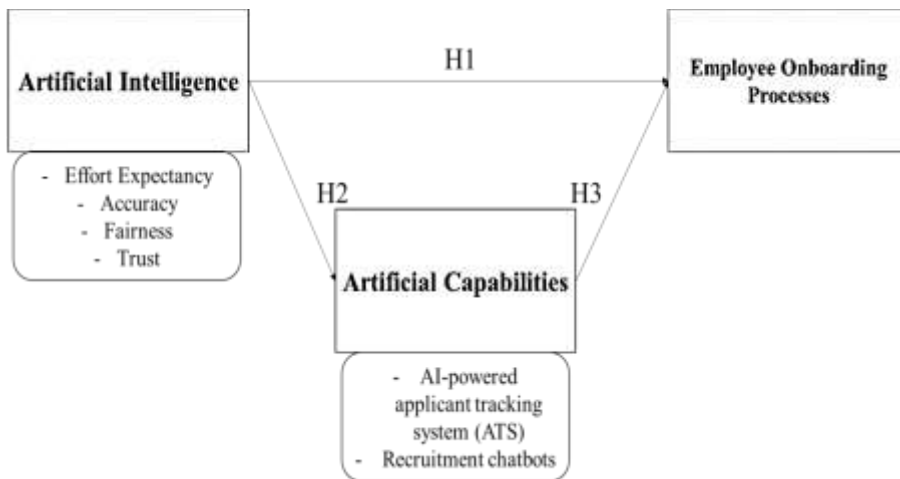 H1
Artificial Intelligence
Employee Onboarding
Processes
- Effort Expectancy
- Accuracy
- Fairness
- Trust
H2
H3
Artificial Capabilities
- AI-powered
applicant tracking
system (ATS)
- Recruitment chatbots